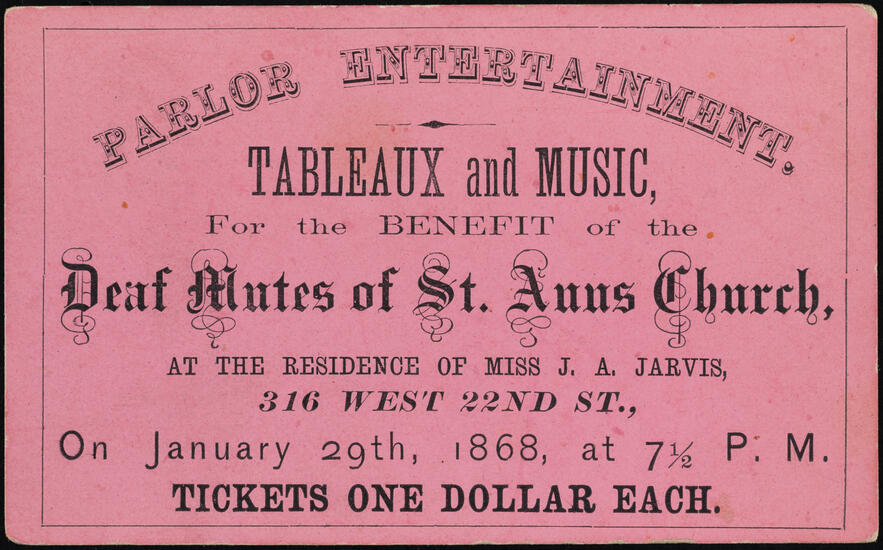 PARLOR ENTERTAINMENT.
TABLEAUX and MUSIC,
For the BENEFIT of the
Deaf Mutes of St. Anns Church,
AT THE RESIDENCE OF MISS J. A. JARVIS,
316 WEST 22ND ST.,
On January 29th, 1868, at 7½ P. M.
TICKETS ONE DOLLAR EACH.